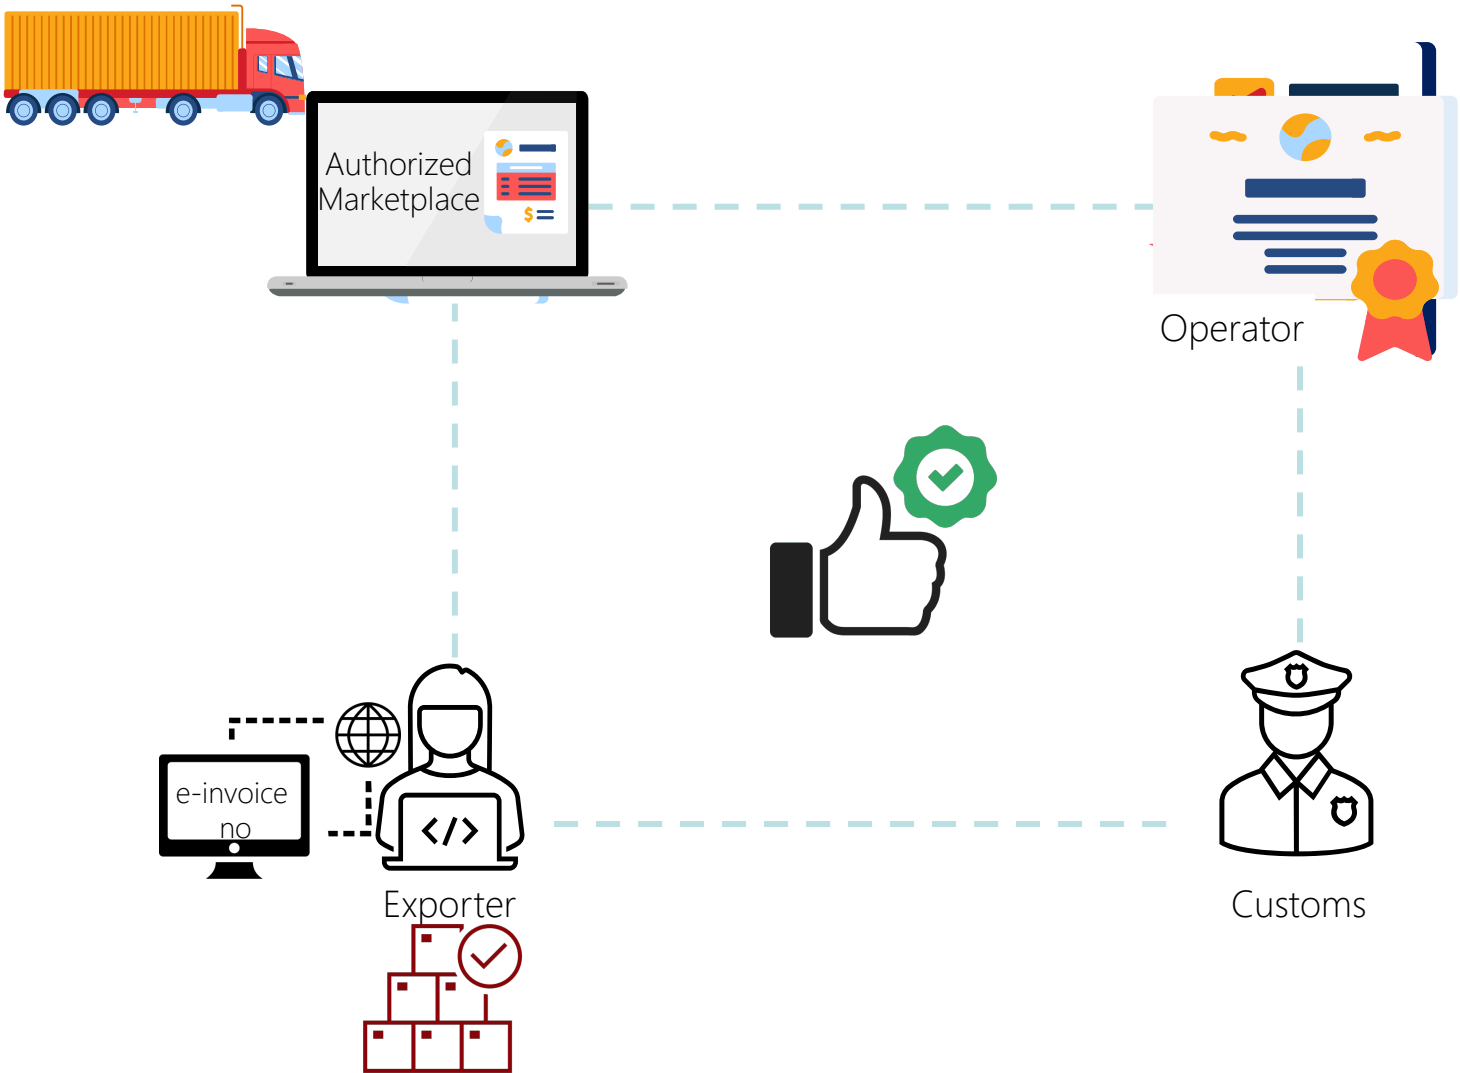 Authorized
Marketplace
$
Operator
e-invoice
no
</>
Exporter
Customs